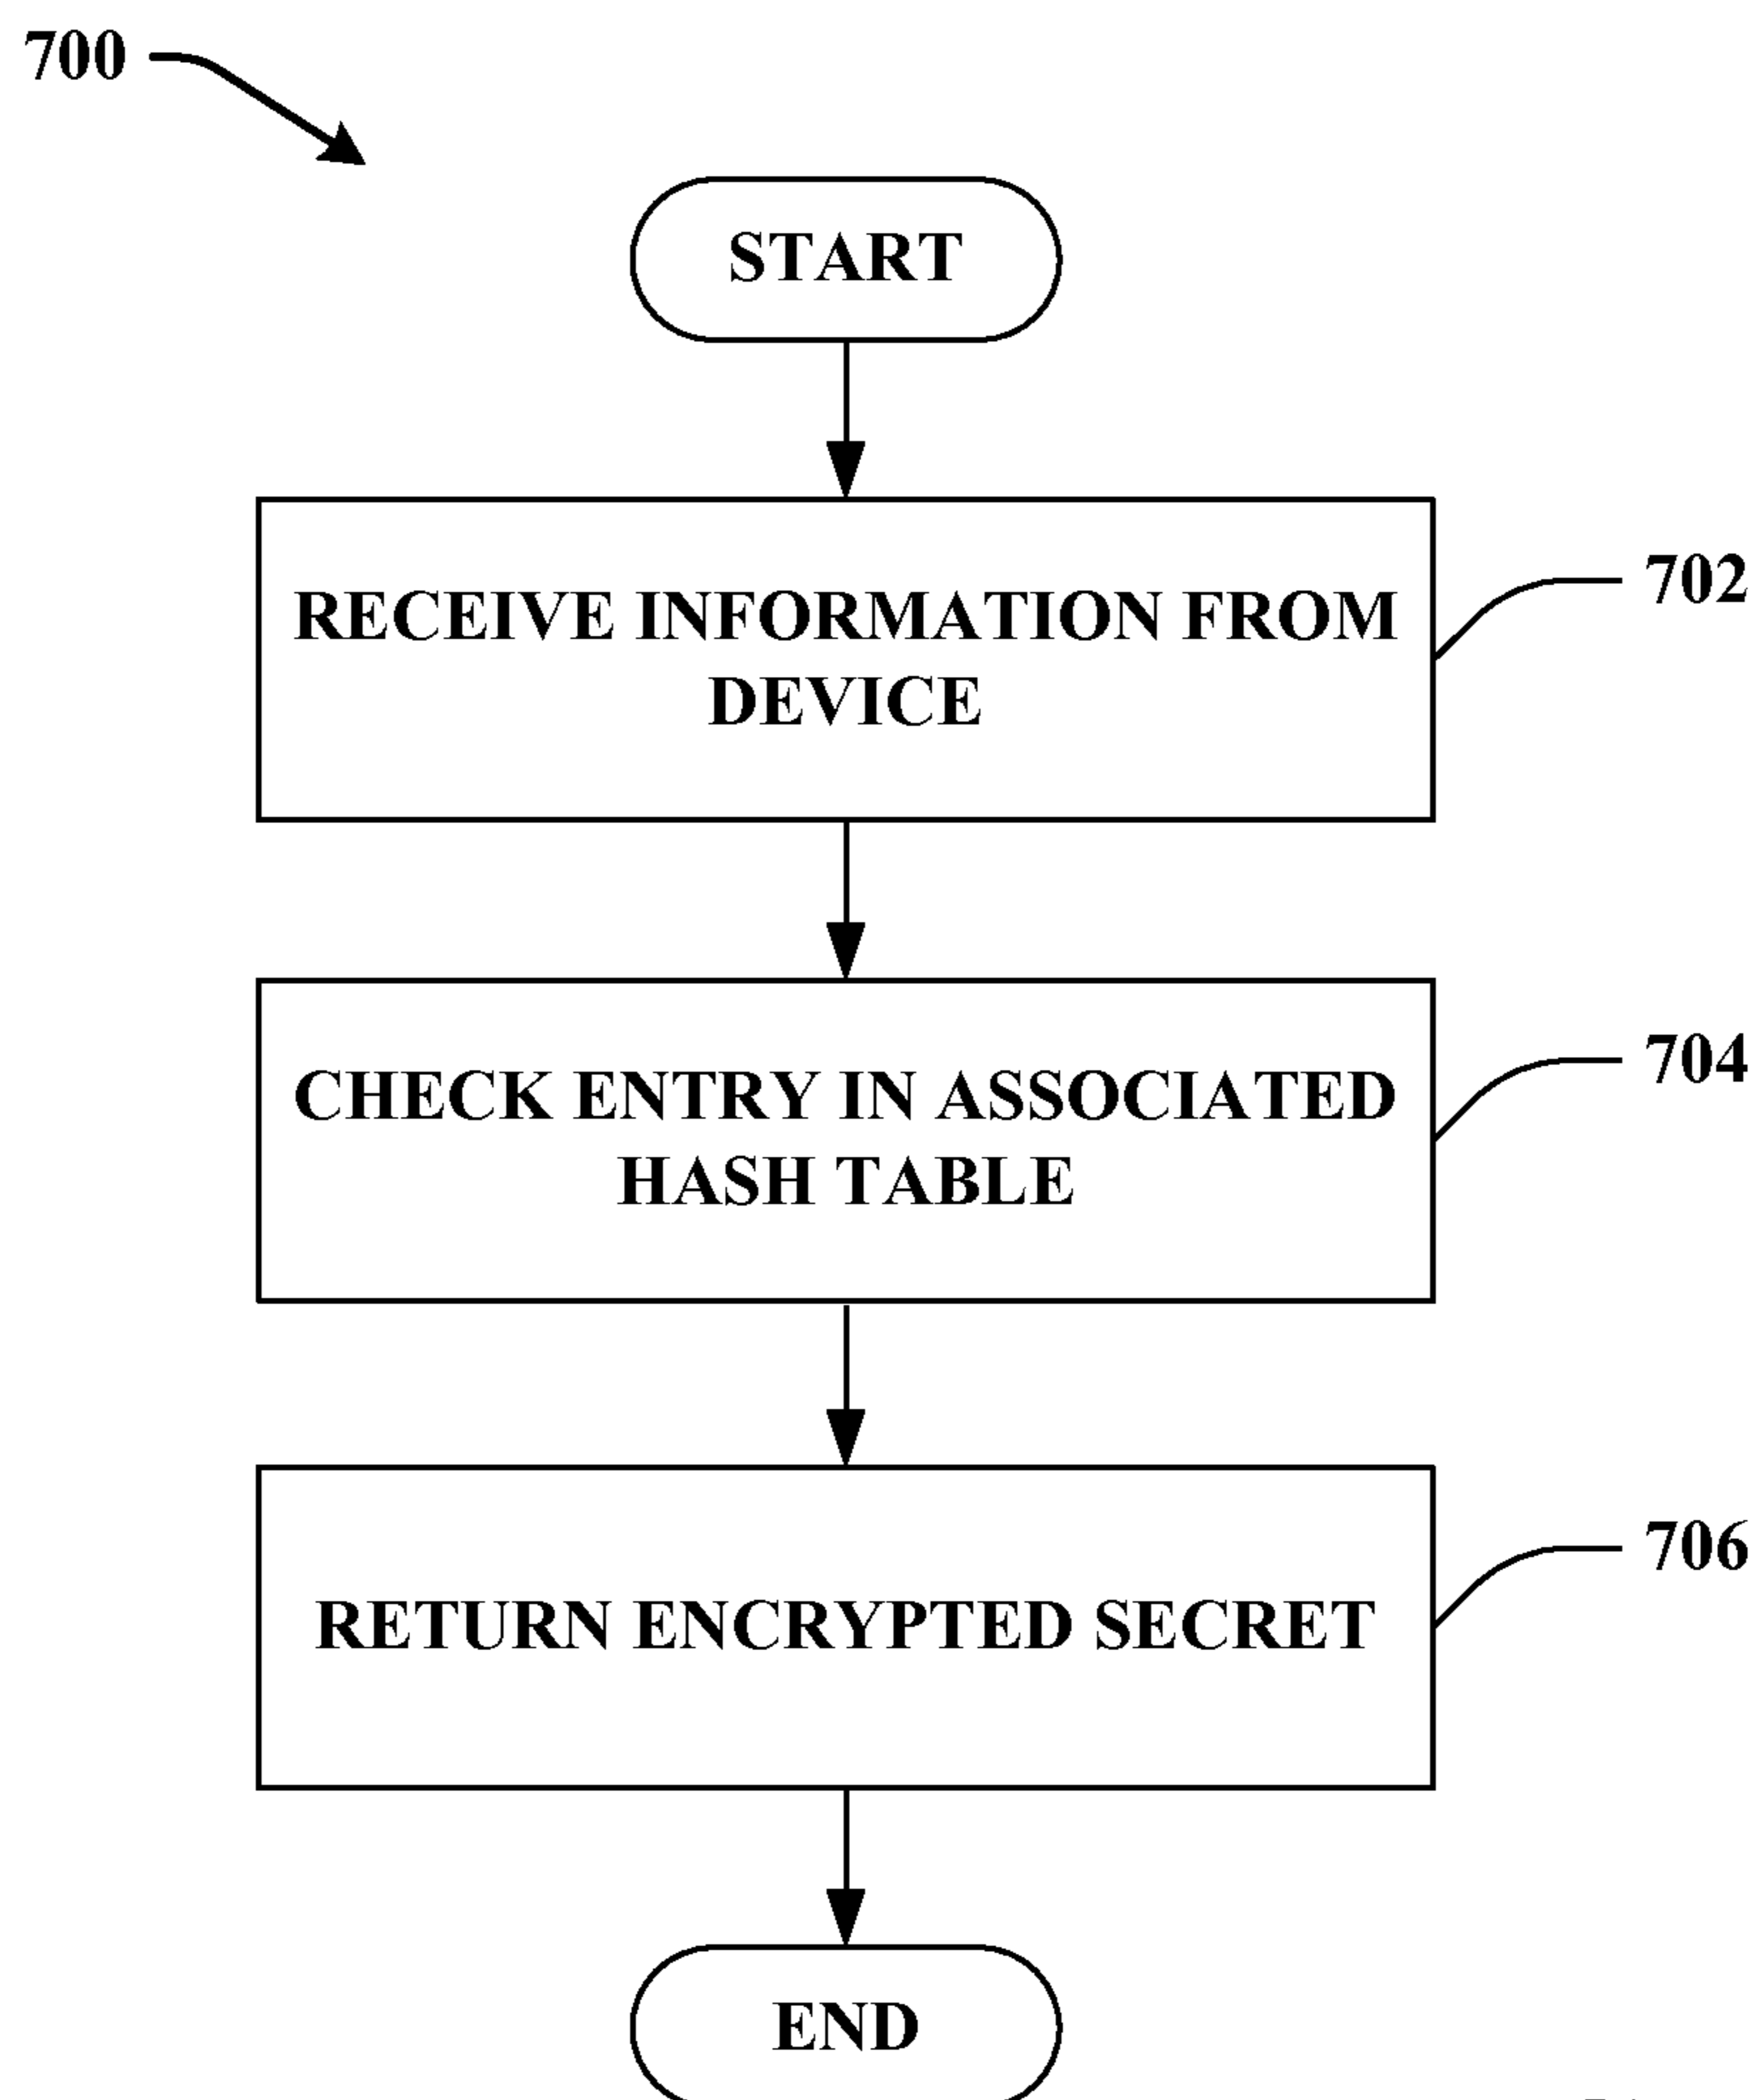 700
START
RECEIVE INFORMATION FROM
DEVICE
702
CHECK ENTRY IN ASSOCIATED
HASH TABLE
704
RETURN ENCRYPTED SECRET
706
END